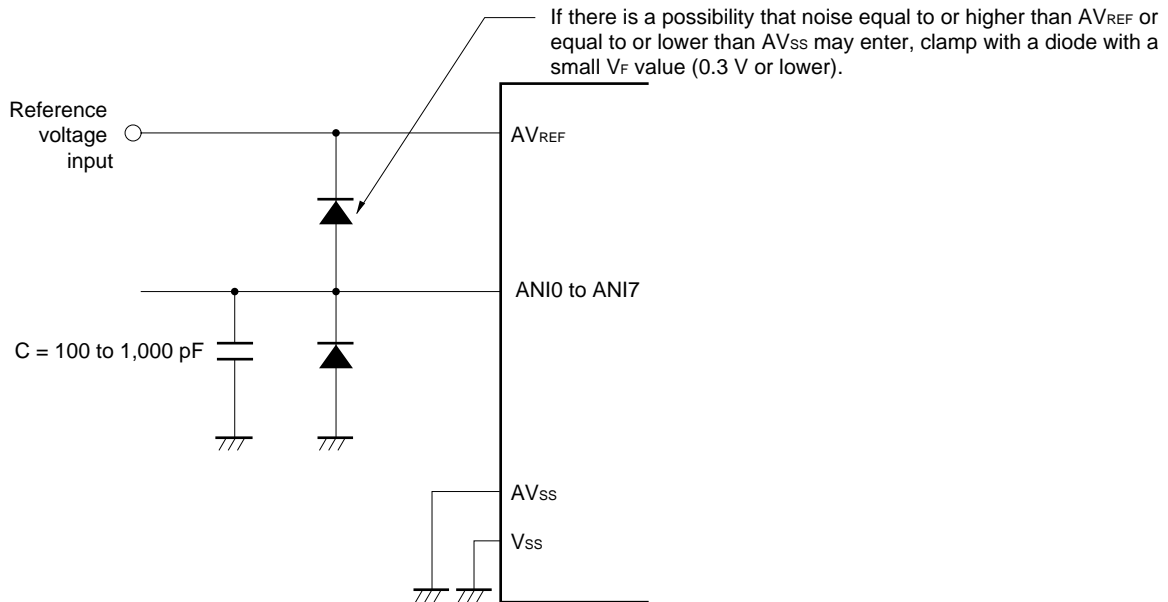 If there is a possibility that noise equal to or higher than AVREF or
equal to or lower than AVSS may enter, clamp with a diode with a
small VF value (0.3 V or lower).
Reference
voltage
input
AVREF
ANI0 to ANI7
C = 100 to 1,000 pF
AVSS
VSS